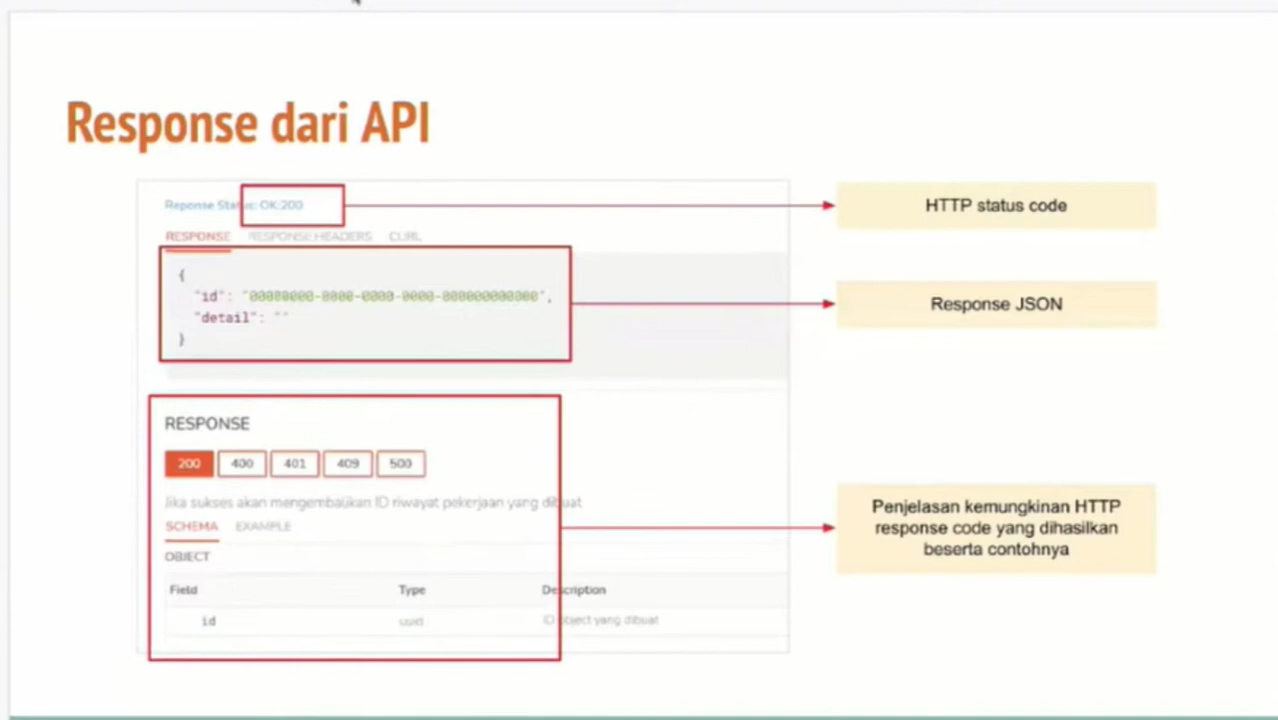 Response dari API
Reponse Status: OK:200
HTTP status code
RESPONSE RESPONSE HEADERS CURL
{
"id": "00000000-0000-0000-0000-000000000000",
"detail": ""
}
Response JSON
RESPONSE
200 400 401 409 500
Jika sukses akan mengembalikan ID riwayat pekerjaan yang dibuat
SCHEMA EXAMPLE
OBJECT
Field Type Description
id uuid ID object yang dibuat
Penjelasan kemungkinan HTTP
response code yang dihasilkan
beserta contohnya